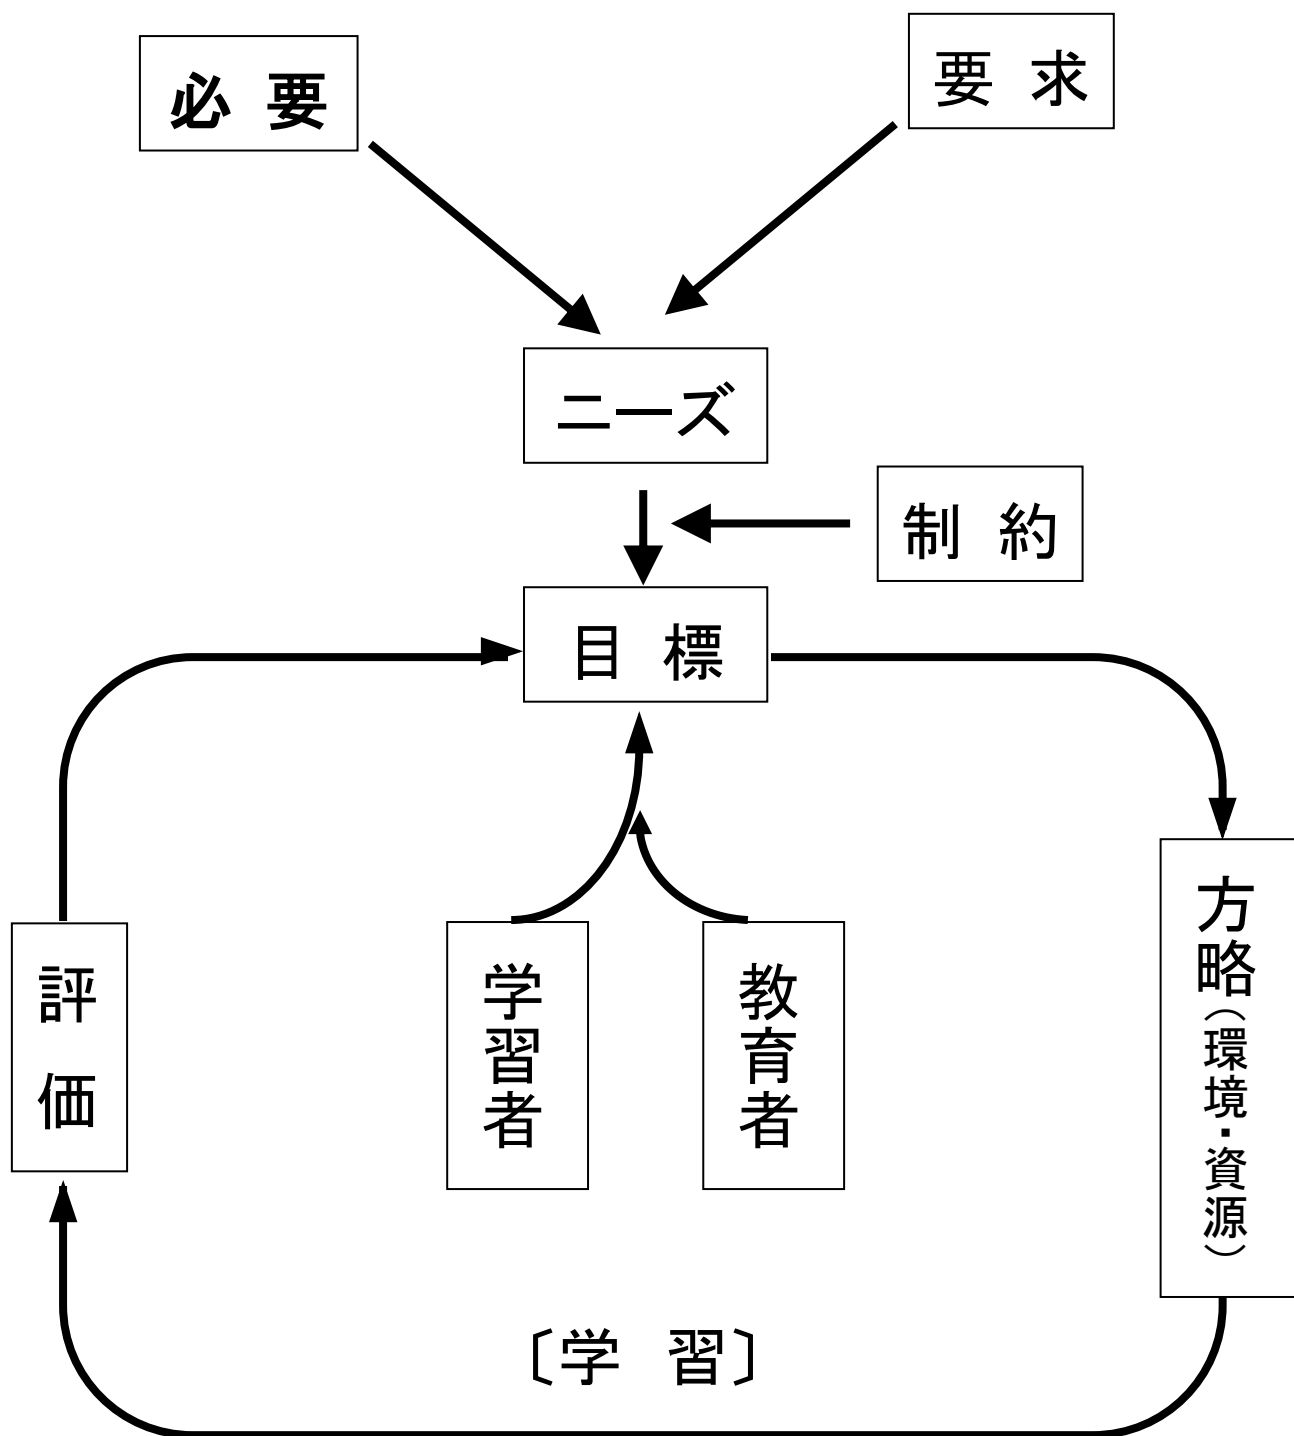 必 要
要 求
ニーズ
制 約
目 標
評 価
学習者
教育者
方略(環境・資源)
〔学 習〕